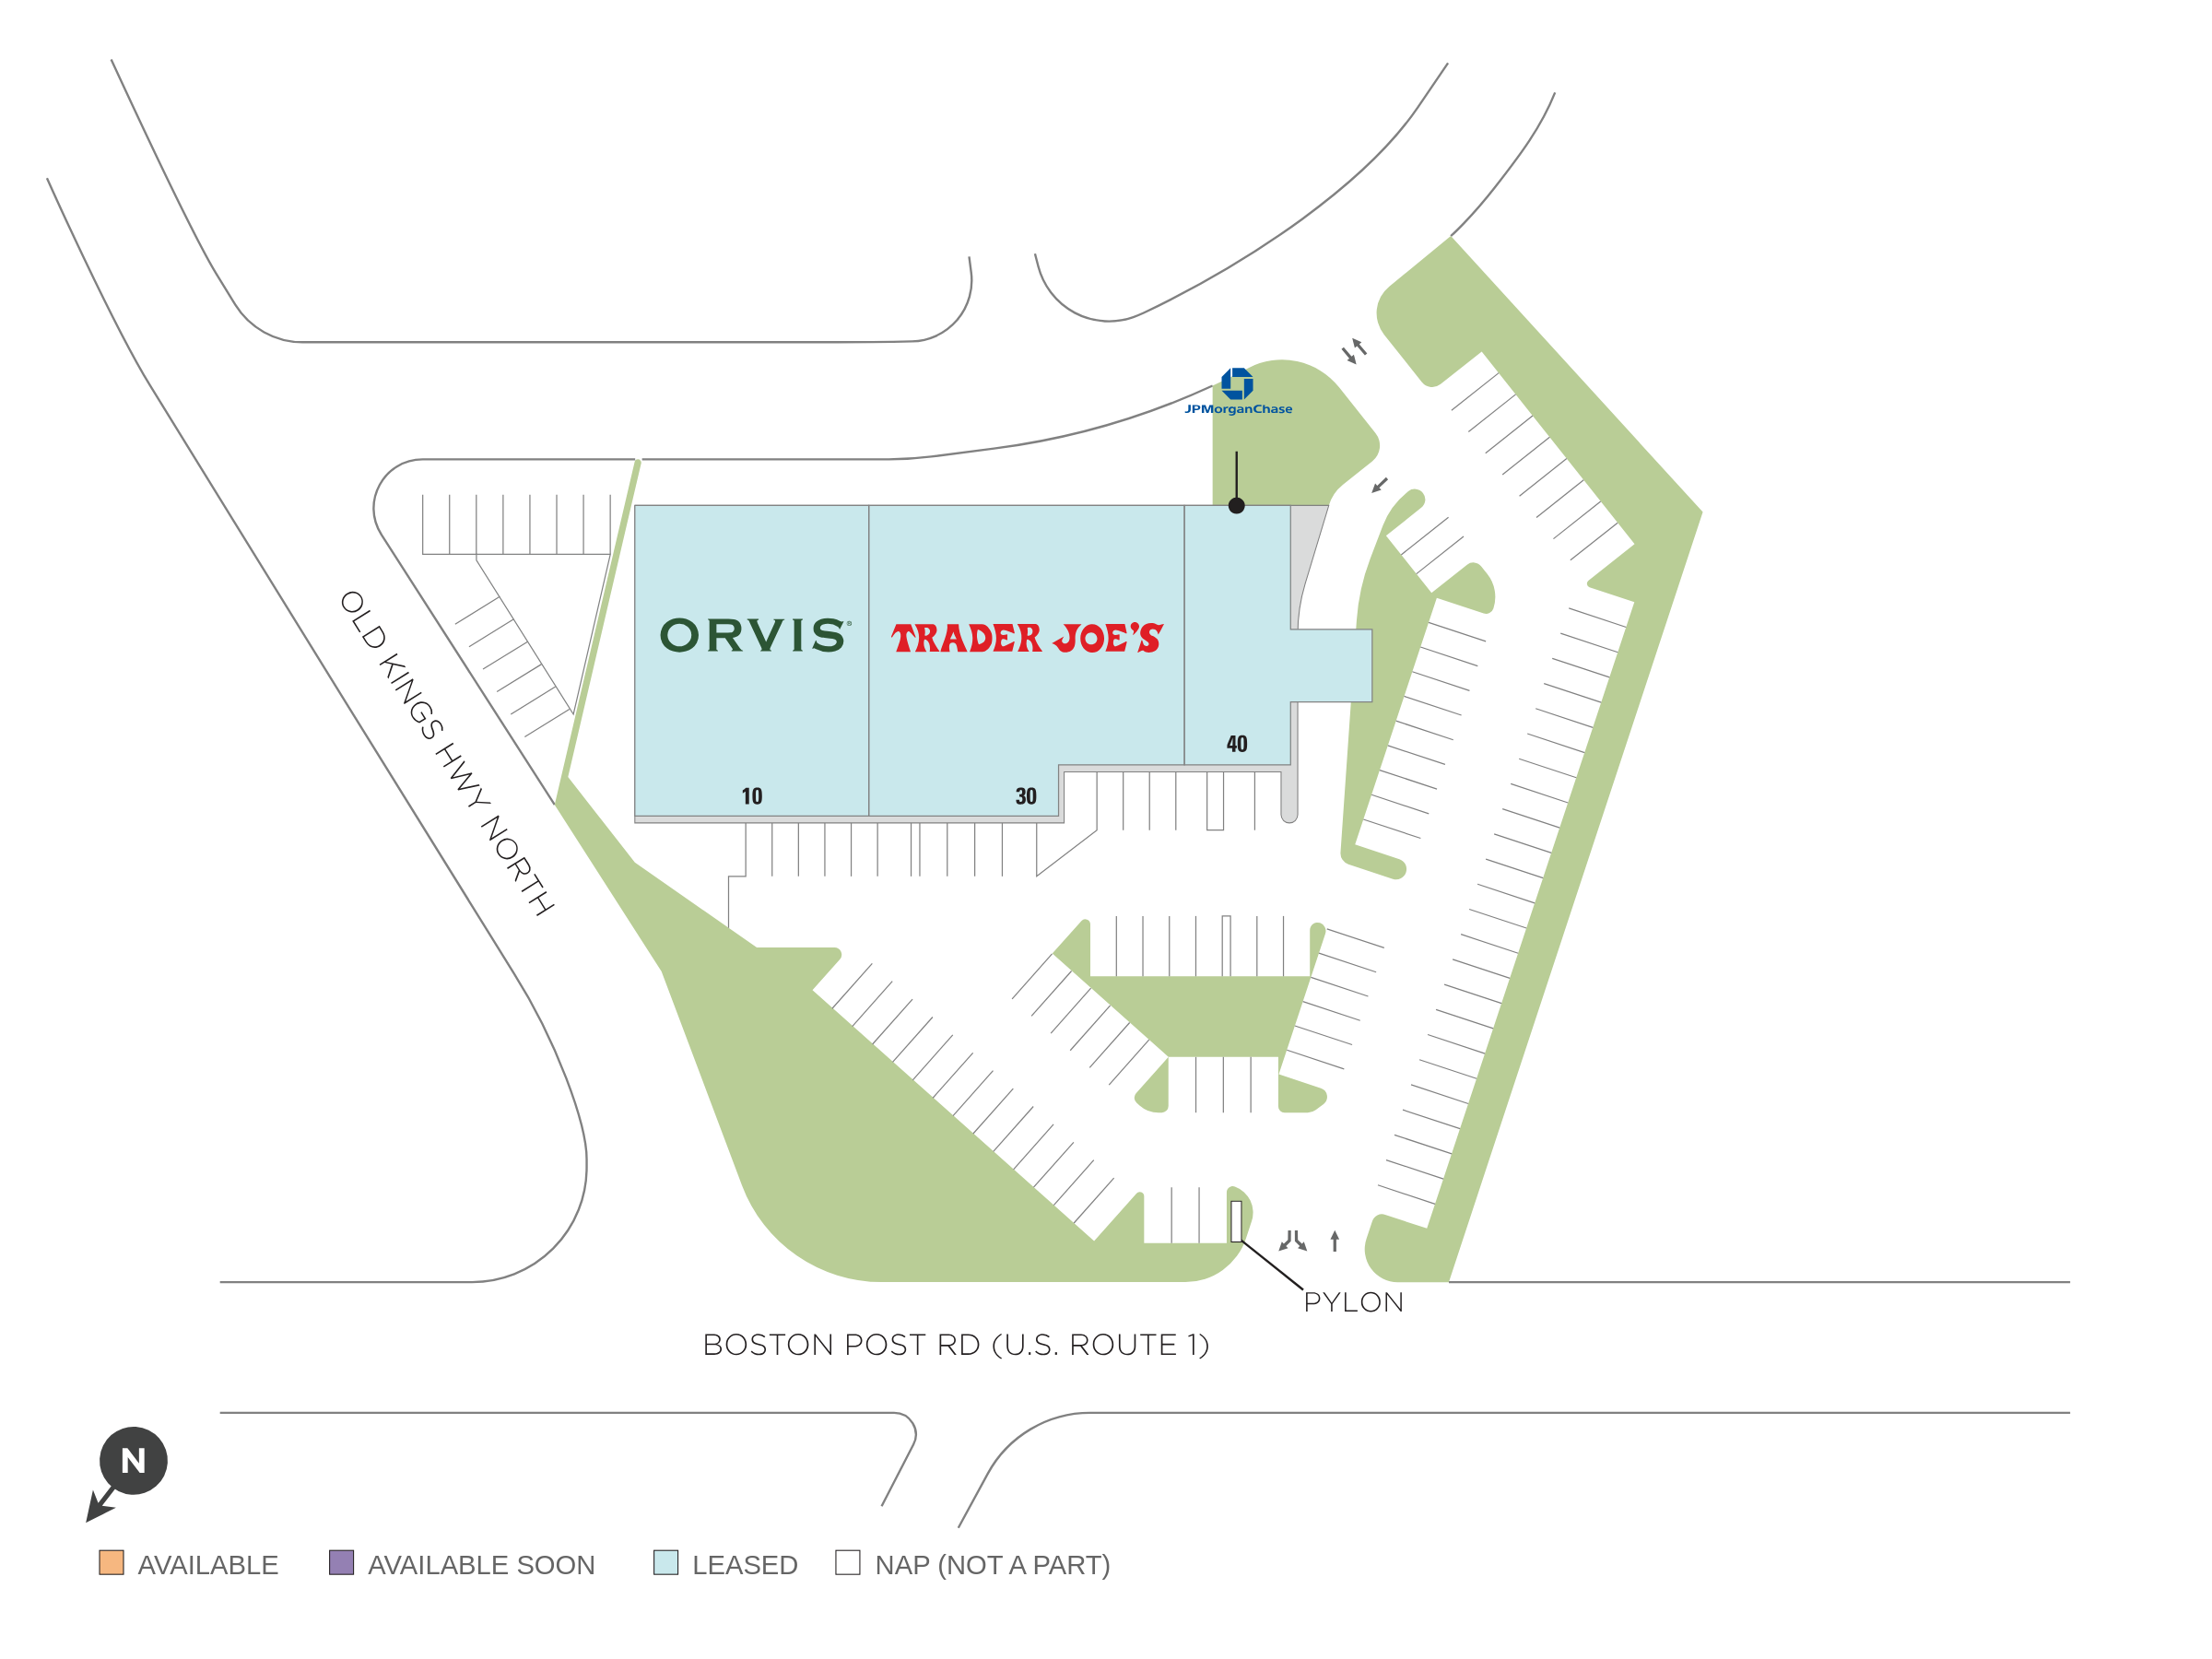 JPMorganChase
ORVIS®
TRADER JOE'S
40
10
30
OLD KINGS HWY NORTH
PYLON
BOSTON POST RD (U.S. ROUTE 1)
N
AVAILABLE
AVAILABLE SOON
LEASED
NAP (NOT A PART)